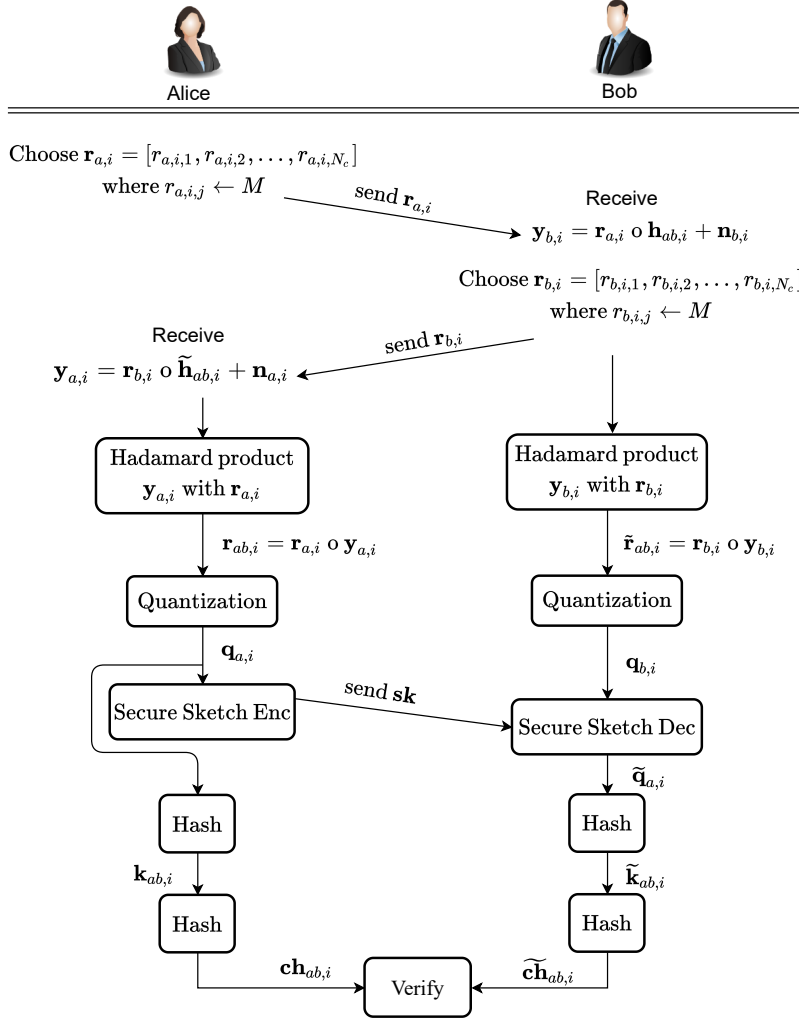 Alice
Bob
Choose r_{a,i} = [r_{a,i,1}, r_{a,i,2}, …, r_{a,i,N_c}]
where r_{a,i,j} ← M
send r_{a,i}
Receive
y_{b,i} = r_{a,i} o h_{ab,i} + n_{b,i}
Choose r_{b,i} = [r_{b,i,1}, r_{b,i,2}, …, r_{b,i,N_c}]
where r_{b,i,j} ← M
send r_{b,i}
Receive
y_{a,i} = r_{b,i} o h̃_{ab,i} + n_{a,i}
Hadamard product
y_{a,i} with r_{a,i}
Hadamard product
y_{b,i} with r_{b,i}
r_{ab,i} = r_{a,i} o y_{a,i}
r̃_{ab,i} = r_{b,i} o y_{b,i}
Quantization
Quantization
q_{a,i}
q_{b,i}
Secure Sketch Enc
send sk
Secure Sketch Dec
q̃_{a,i}
Hash
Hash
k_{ab,i}
k̃_{ab,i}
Hash
Hash
ch_{ab,i}
c͠h_{ab,i}
Verify